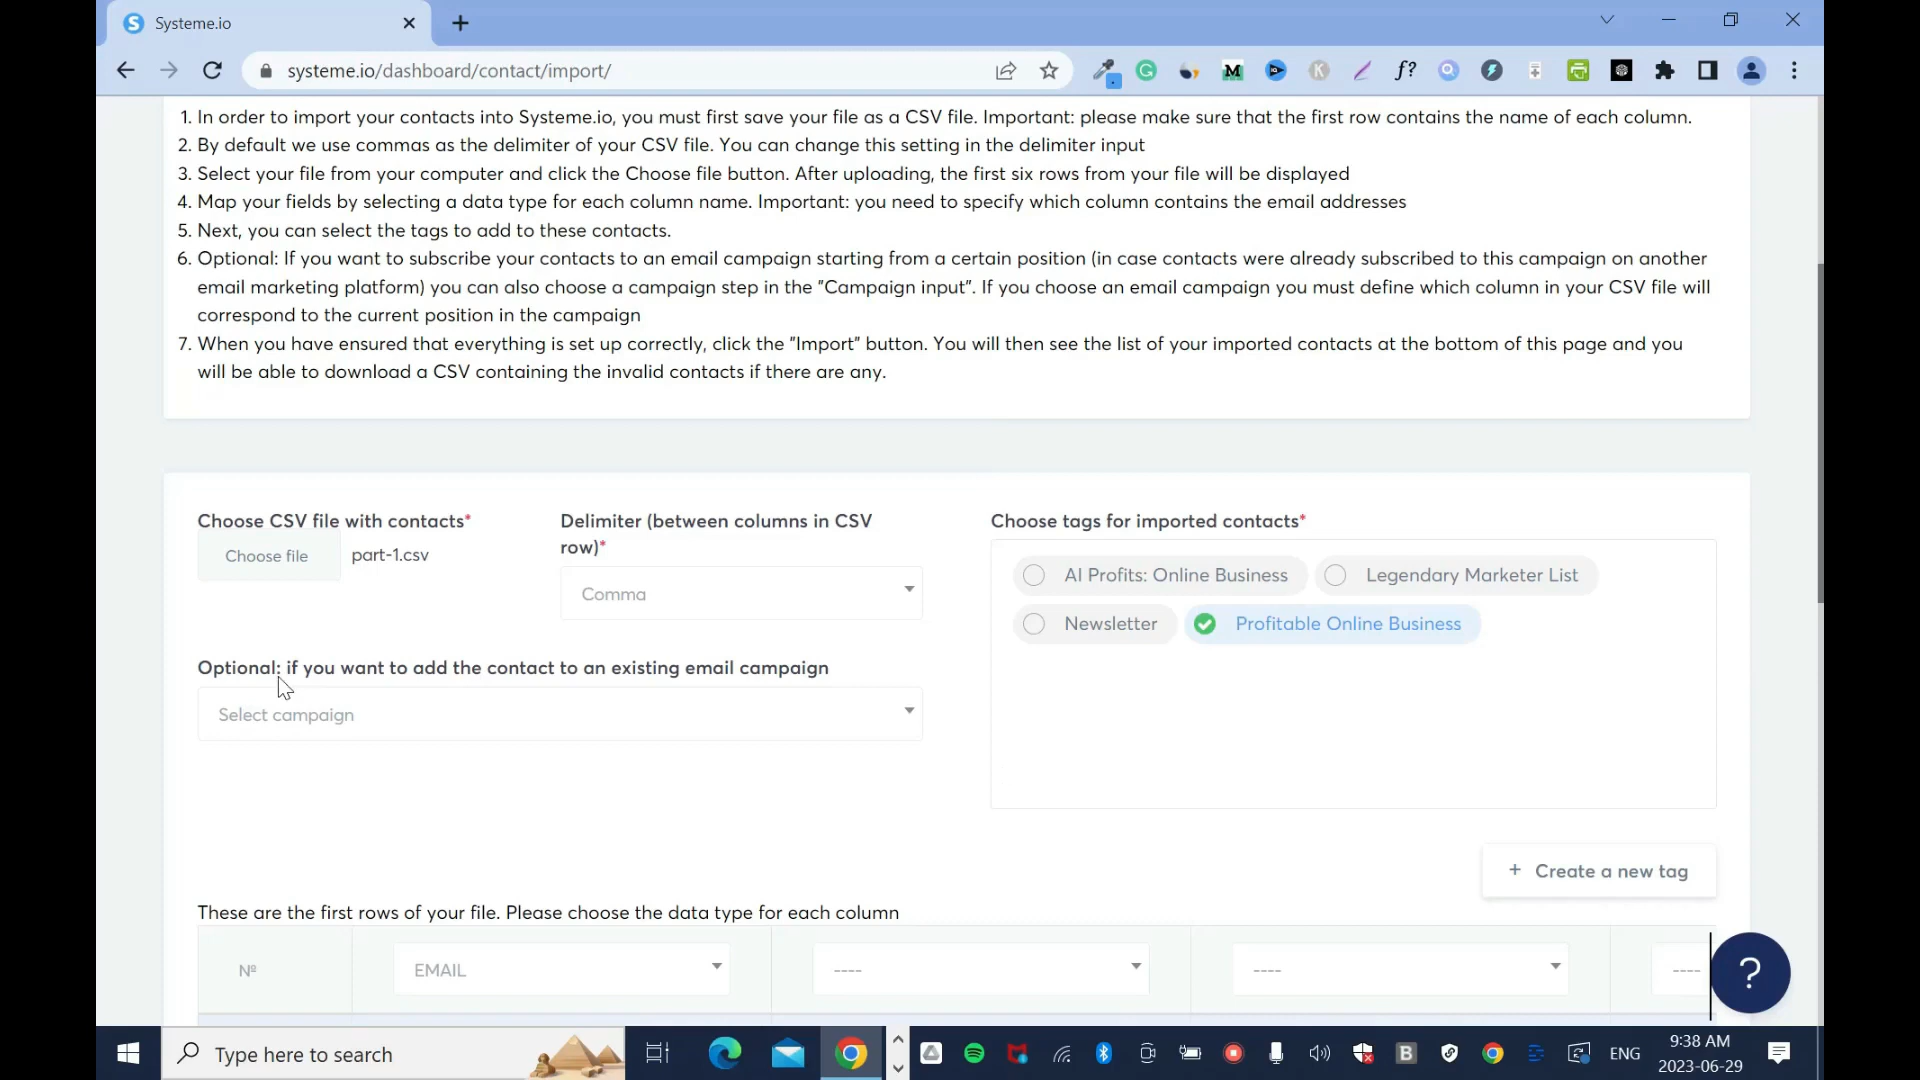 Systeme.io
systeme.io/dashboard/contact/import/
1. In order to import your contacts into Systeme.io, you must first save your file as a CSV file. Important: please make sure that the first row contains the name of each column.
2. By default we use commas as the delimiter of your CSV file. You can change this setting in the delimiter input
3. Select your file from your computer and click the Choose file button. After uploading, the first six rows from your file will be displayed
4. Map your fields by selecting a data type for each column name. Important: you need to specify which column contains the email addresses
5. Next, you can select the tags to add to these contacts.
6. Optional: If you want to subscribe your contacts to an email campaign starting from a certain position (in case contacts were already subscribed to this campaign on another
email marketing platform) you can also choose a campaign step in the "Campaign input". If you choose an email campaign you must define which column in your CSV file will
correspond to the current position in the campaign
7. When you have ensured that everything is set up correctly, click the "Import" button. You will then see the list of your imported contacts at the bottom of this page and you
will be able to download a CSV containing the invalid contacts if there are any.
Choose CSV file with contacts*
Choose file part-1.csv
Delimiter (between columns in CSV
row)*
Comma
Choose tags for imported contacts*
AI Profits: Online Business Legendary Marketer List
Newsletter Profitable Online Business
Optional: if you want to add the contact to an existing email campaign
Select campaign
+ Create a new tag
These are the first rows of your file. Please choose the data type for each column
Nº EMAIL ---- ---- ----
?
Type here to search
ENG
9:38 AM
2023-06-29